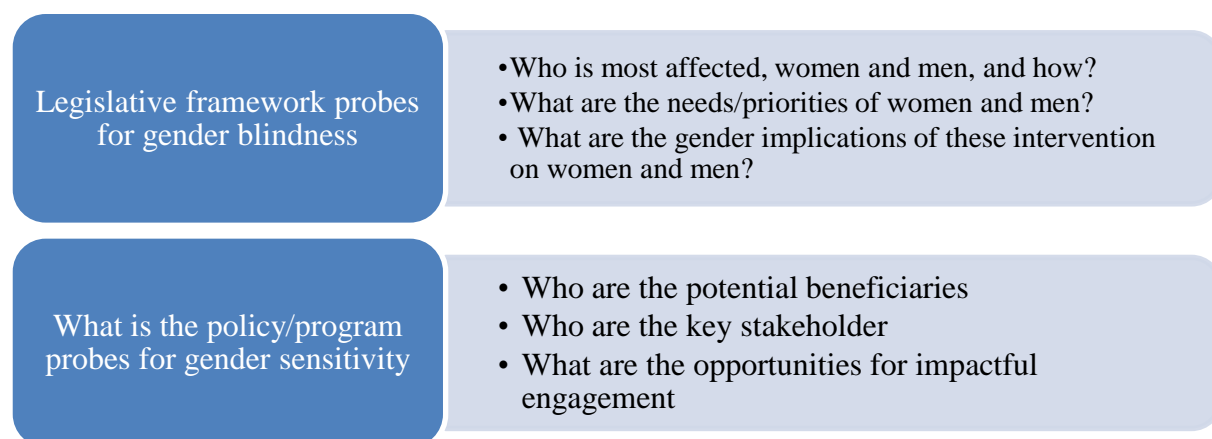 Legislative framework probes
for gender blindness
•Who is most affected, women and men, and how?
•What are the needs/priorities of women and men?
• What are the gender implications of these intervention
on women and men?
What is the policy/program
probes for gender sensitivity
• Who are the potential beneficiaries
• Who are the key stakeholder
• What are the opportunities for impactful
engagement